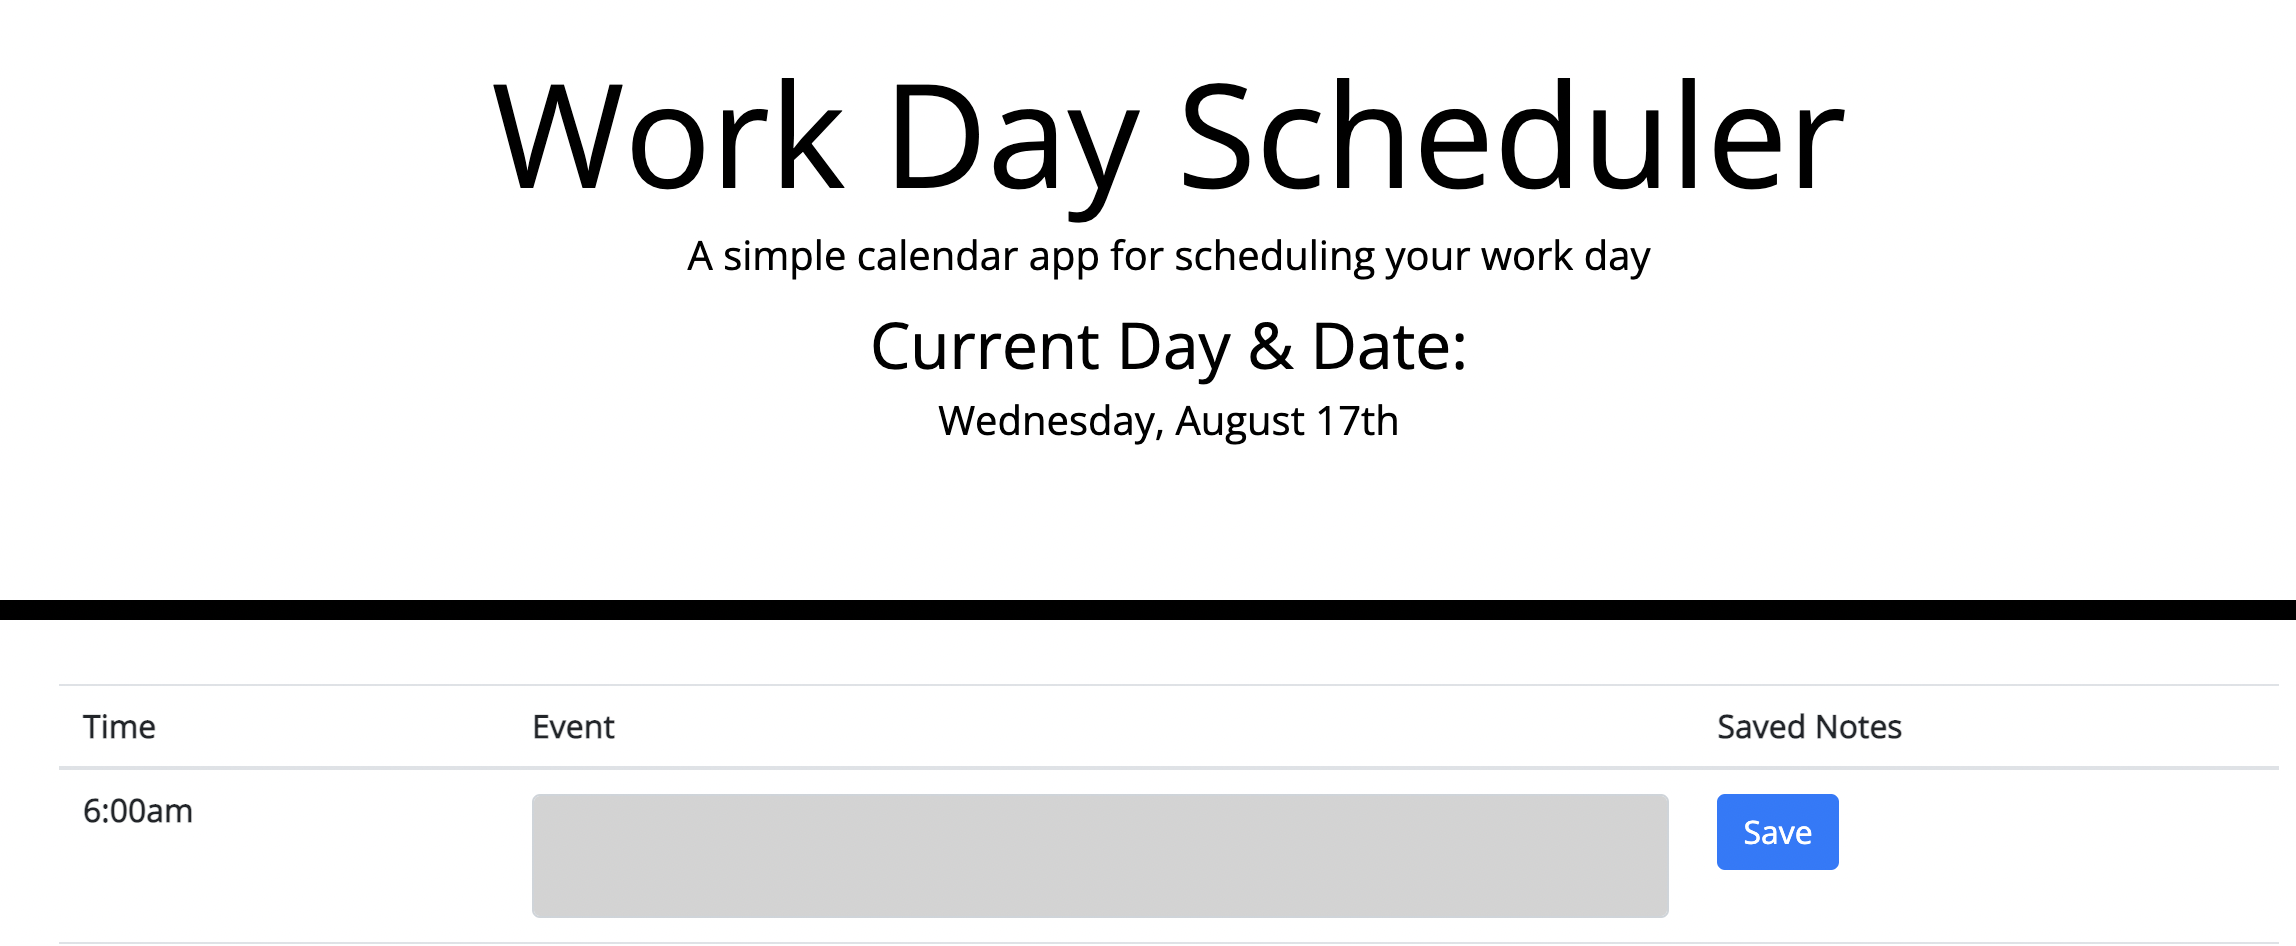 Work Day Scheduler
A simple calendar app for scheduling your work day
Current Day & Date:
Wednesday, August 17th
Time Event Saved Notes
6:00am Save